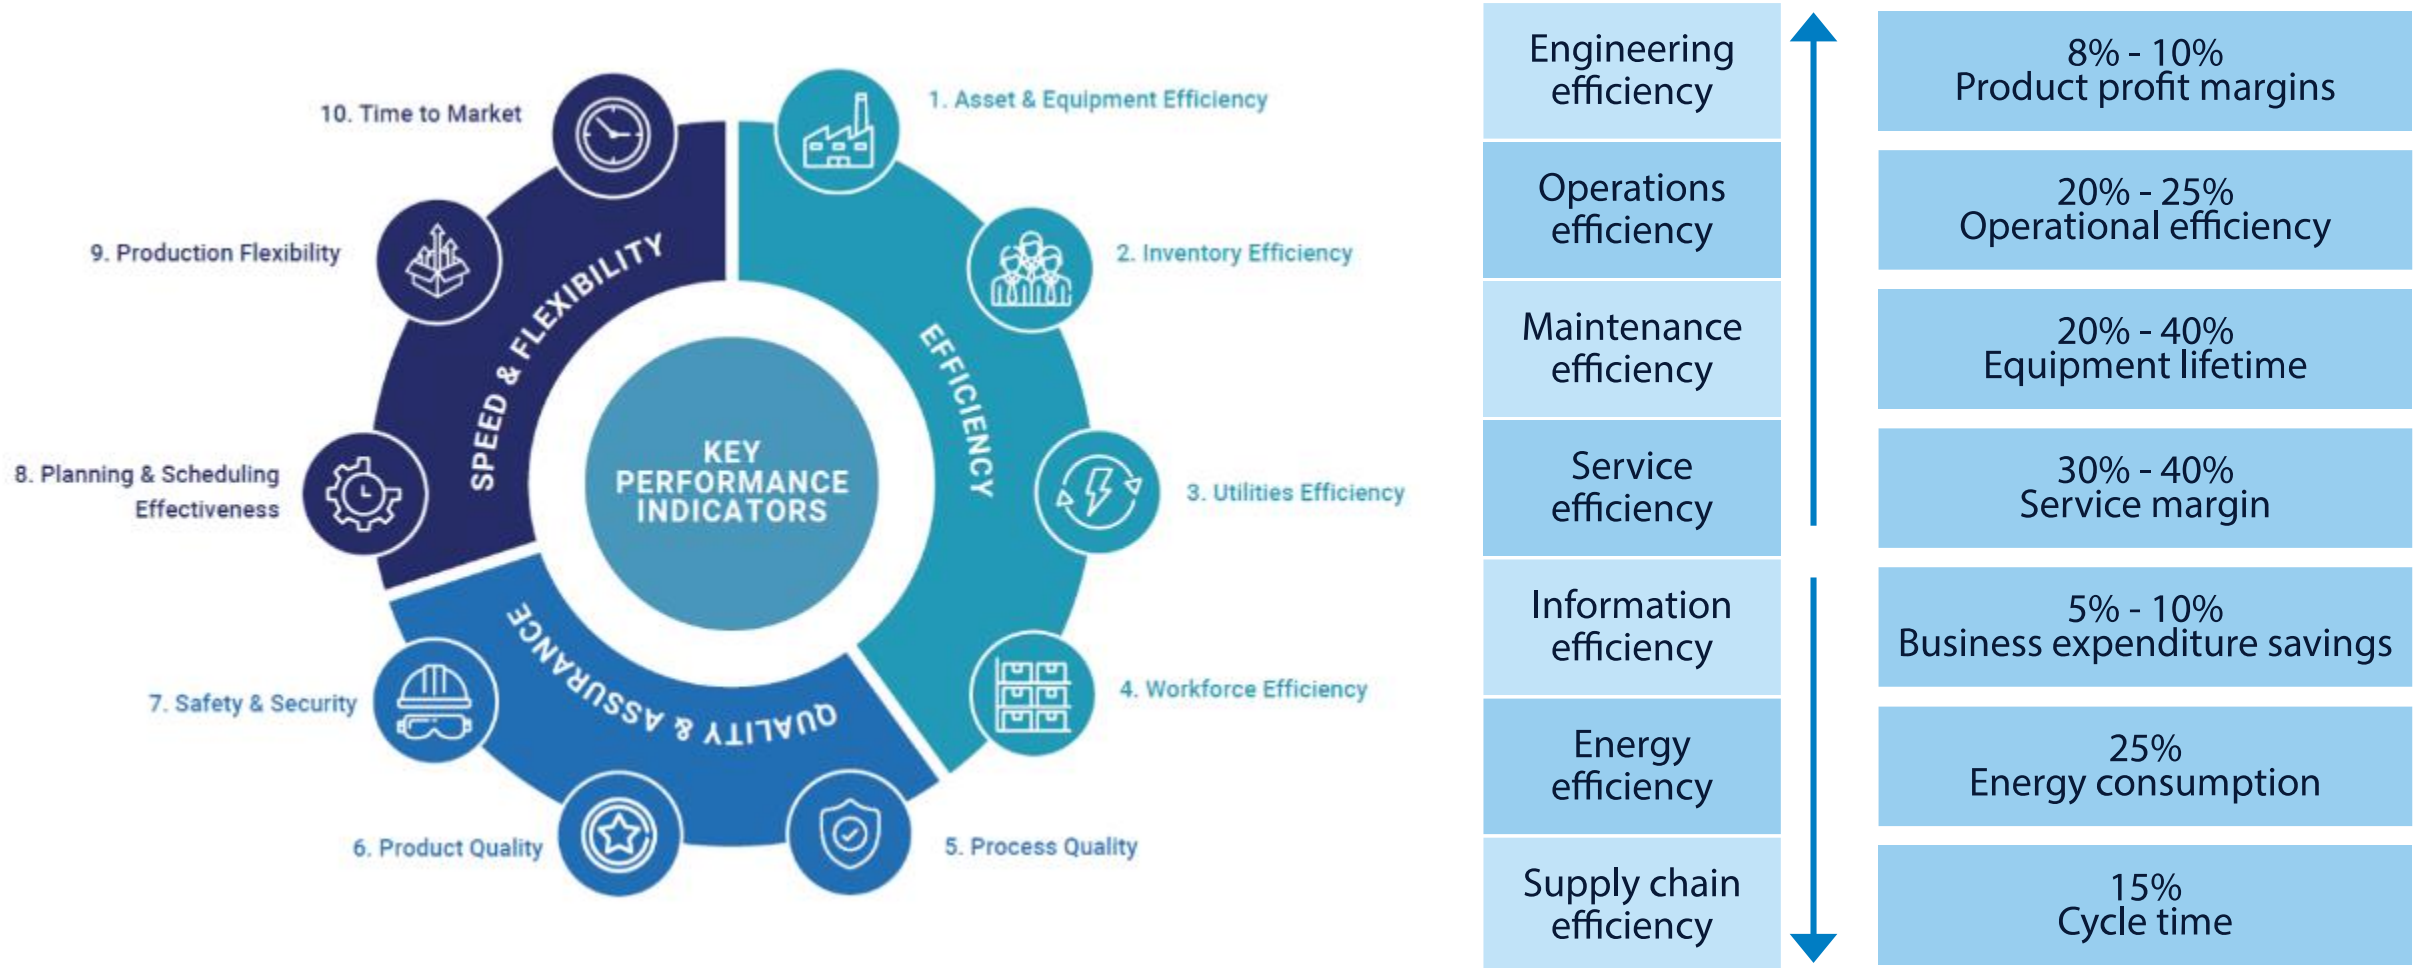 10. Time to Market
1. Asset & Equipment Efficiency
9. Production Flexibility
2. Inventory Efficiency
SPEED & FLEXIBILITY
EFFICIENCY
KEY
PERFORMANCE
INDICATORS
8. Planning & Scheduling
Effectiveness
3. Utilities Efficiency
QUALITY & ASSURANCE
7. Safety & Security
4. Workforce Efficiency
6. Product Quality
5. Process Quality
Engineering
efficiency
8% - 10%
Product profit margins
Operations
efficiency
20% - 25%
Operational efficiency
Maintenance
efficiency
20% - 40%
Equipment lifetime
Service
efficiency
30% - 40%
Service margin
Information
efficiency
5% - 10%
Business expenditure savings
Energy
efficiency
25%
Energy consumption
Supply chain
efficiency
15%
Cycle time